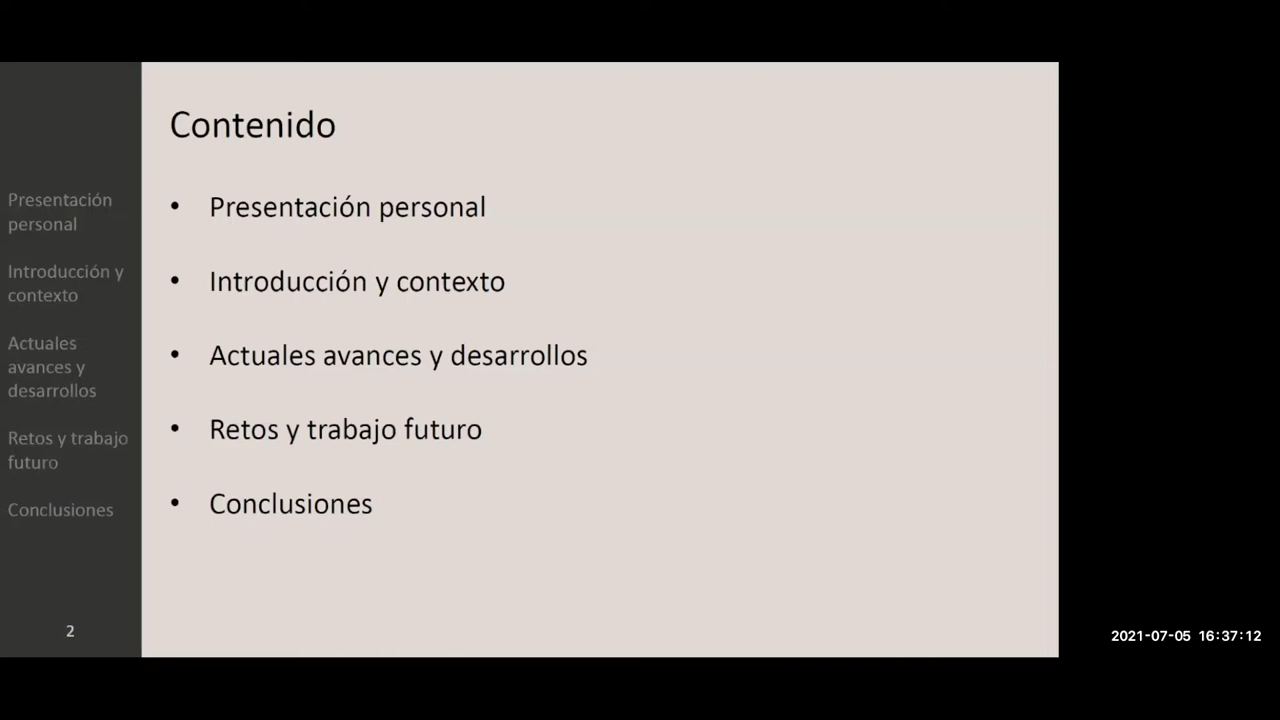 Contenido
Presentación
personal
Introducción y
contexto
Actuales
avances y
desarrollos
Retos y trabajo
futuro
Conclusiones
• Presentación personal
• Introducción y contexto
• Actuales avances y desarrollos
• Retos y trabajo futuro
• Conclusiones
2
2021-07-05 16:37:12